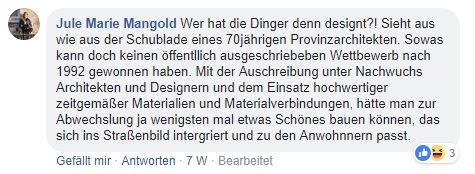 Jule Marie Mangold Wer hat die Dinger denn designt?! Sieht aus
wie aus der Schublade eines 70jährigen Provinzarchitekten. Sowas
kann doch keinen öffentllich ausgeschriebeben Wettbewerb nach
1992 gewonnen haben. Mit der Auschreibung unter Nachwuchs
Architekten und Designern und dem Einsatz hochwertiger
zeitgemäßer Materialien und Materialverbindungen, hätte man zur
Abwechslung ja wenigsten mal etwas Schönes bauen können, das
sich ins Straßenbild intergriert und zu den Anwohnnern passt.
Gefällt mir · Antworten · 7 W · Bearbeitet
3